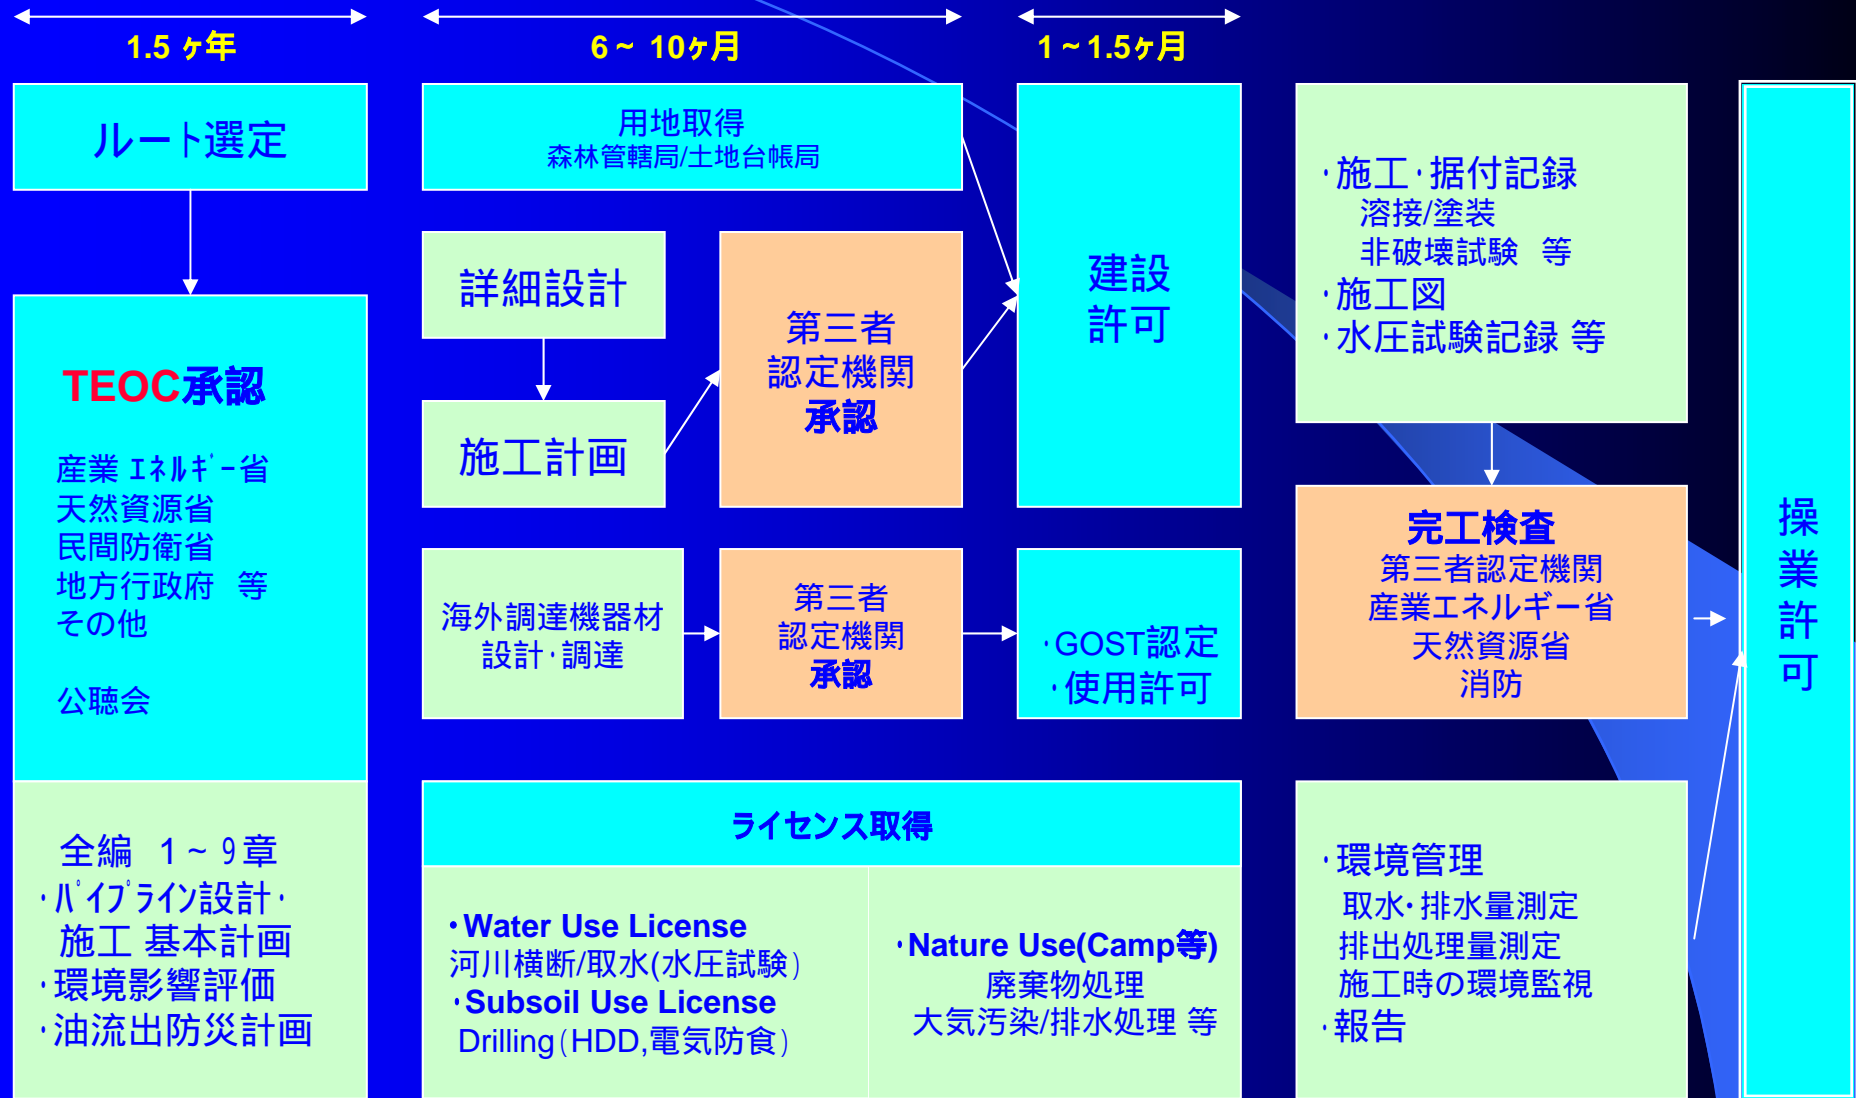 1.5 ヶ年
6～ 10ヶ月
1～1.5ヶ月
ルート選定
TEOC承認
産業 ｴﾈﾙｷﾞｰ省
天然資源省
民間防衛省
地方行政府 等
その他
公聴会
全編 1～9章
・ﾊﾟｲﾌﾟﾗｲﾝ設計・
施工 基本計画
・環境影響評価
・油流出防災計画
用地取得
森林管轄局/土地台帳局
詳細設計
施工計画
第三者
認定機関
承認
海外調達機器材
設計・調達
第三者
認定機関
承認
建設
許可
・GOST認定
・使用許可
ライセンス取得
・Water Use License
河川横断/取水(水圧試験)
・Subsoil Use License
Drilling(HDD,電気防食)
・Nature Use(Camp等)
廃棄物処理
大気汚染/排水処理 等
・施工・据付記録
溶接/塗装
非破壊試験 等
・施工図
・水圧試験記録 等
完工検査
第三者認定機関
産業エネルギー省
天然資源省
消防
・環境管理
取水・排水量測定
排出処理量測定
施工時の環境監視
・報告
操業許可